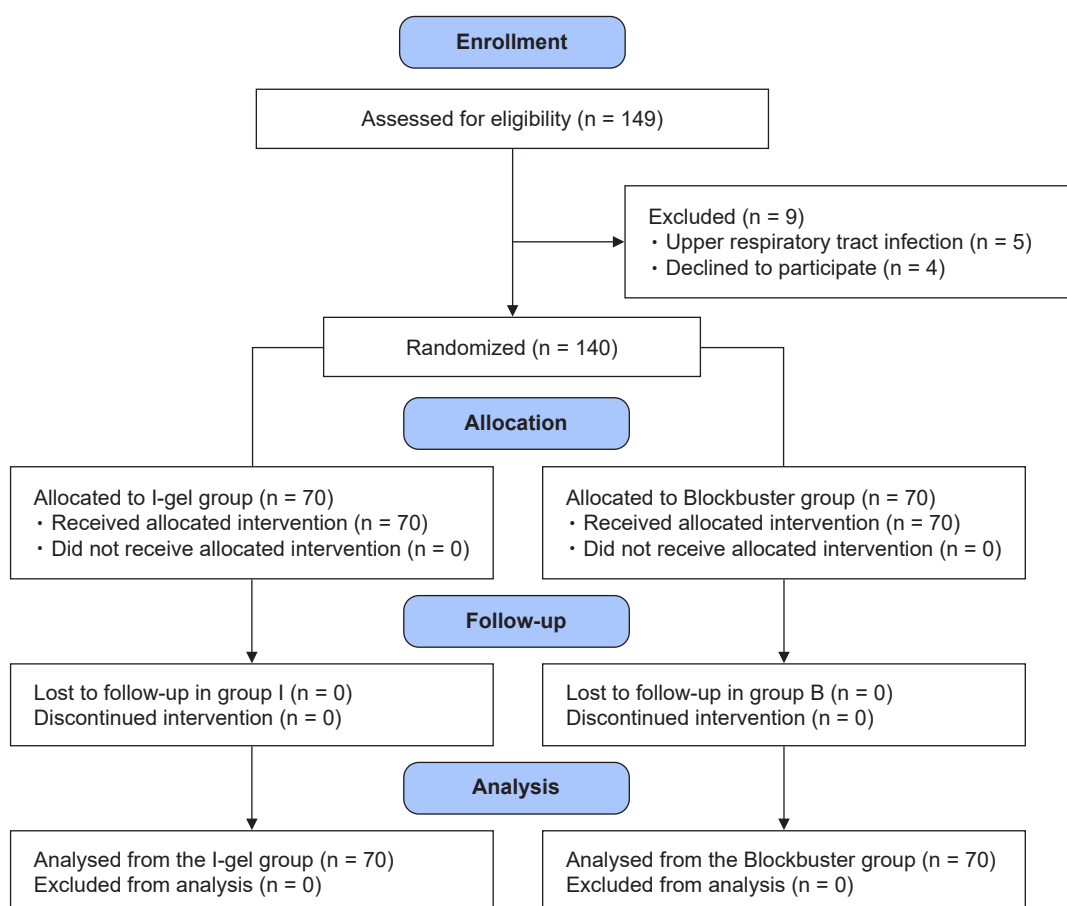 Enrollment
Assessed for eligibility (n = 149)
Excluded (n = 9)
・Upper respiratory tract infection (n = 5)
・Declined to participate (n = 4)
Randomized (n = 140)
Allocation
Allocated to I-gel group (n = 70)
・Received allocated intervention (n = 70)
・Did not receive allocated intervention (n = 0)
Allocated to Blockbuster group (n = 70)
・Received allocated intervention (n = 70)
・Did not receive allocated intervention (n = 0)
Follow-up
Lost to follow-up in group I (n = 0)
Discontinued intervention (n = 0)
Lost to follow-up in group B (n = 0)
Discontinued intervention (n = 0)
Analysis
Analysed from the I-gel group (n = 70)
Excluded from analysis (n = 0)
Analysed from the Blockbuster group (n = 70)
Excluded from analysis (n = 0)